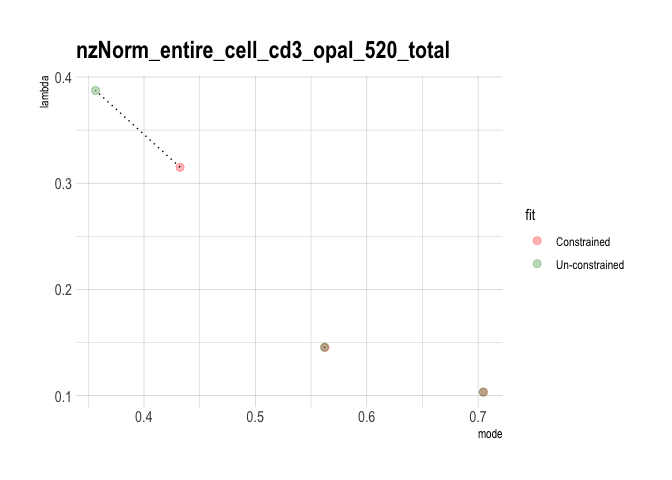 nzNorm_entire_cell_cd3_opal_520_total
lambda
0.4
0.3
0.2
0.1
0.4 0.5 0.6 0.7
mode
fit
Constrained
Un-constrained